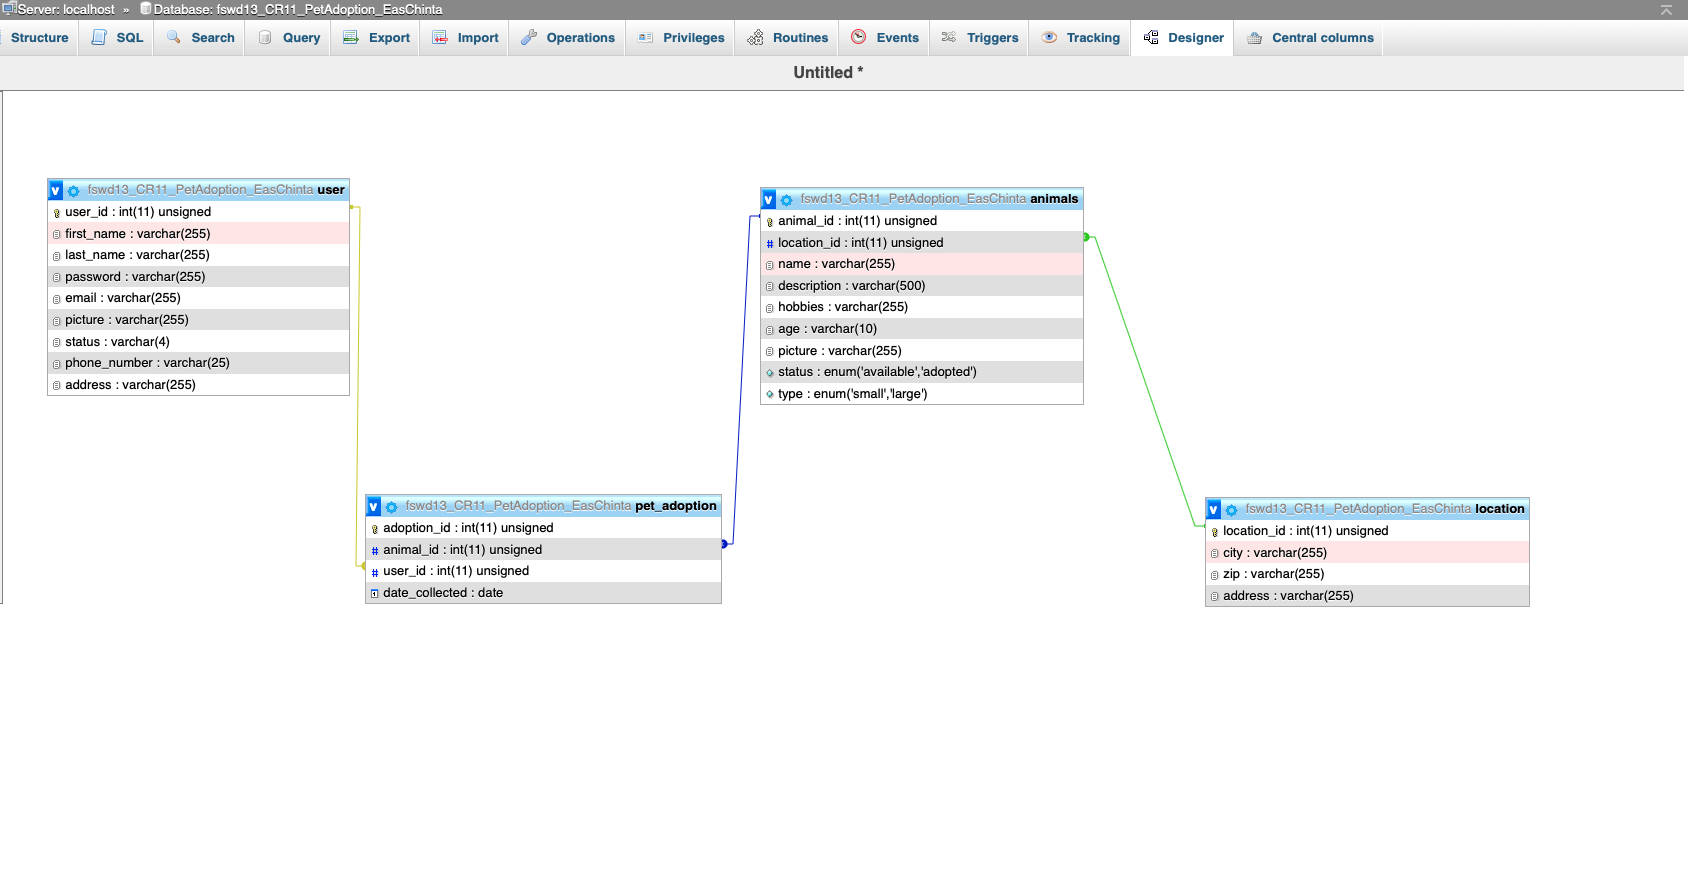 Server: localhost » Database: fswd13_CR11_PetAdoption_EasChinta
Structure SQL Search Query Export Import Operations Privileges Routines Events Triggers Tracking Designer Central columns
Untitled *
v fswd13_CR11_PetAdoption_EasChinta user
user_id : int(11) unsigned
first_name : varchar(255)
last_name : varchar(255)
password : varchar(255)
email : varchar(255)
picture : varchar(255)
status : varchar(4)
phone_number : varchar(25)
address : varchar(255)
v fswd13_CR11_PetAdoption_EasChinta animals
animal_id : int(11) unsigned
# location_id : int(11) unsigned
name : varchar(255)
description : varchar(500)
hobbies : varchar(255)
age : varchar(10)
picture : varchar(255)
status : enum('available','adopted')
type : enum('small','large')
v fswd13_CR11_PetAdoption_EasChinta pet_adoption
adoption_id : int(11) unsigned
# animal_id : int(11) unsigned
# user_id : int(11) unsigned
date_collected : date
v fswd13_CR11_PetAdoption_EasChinta location
location_id : int(11) unsigned
city : varchar(255)
zip : varchar(255)
address : varchar(255)